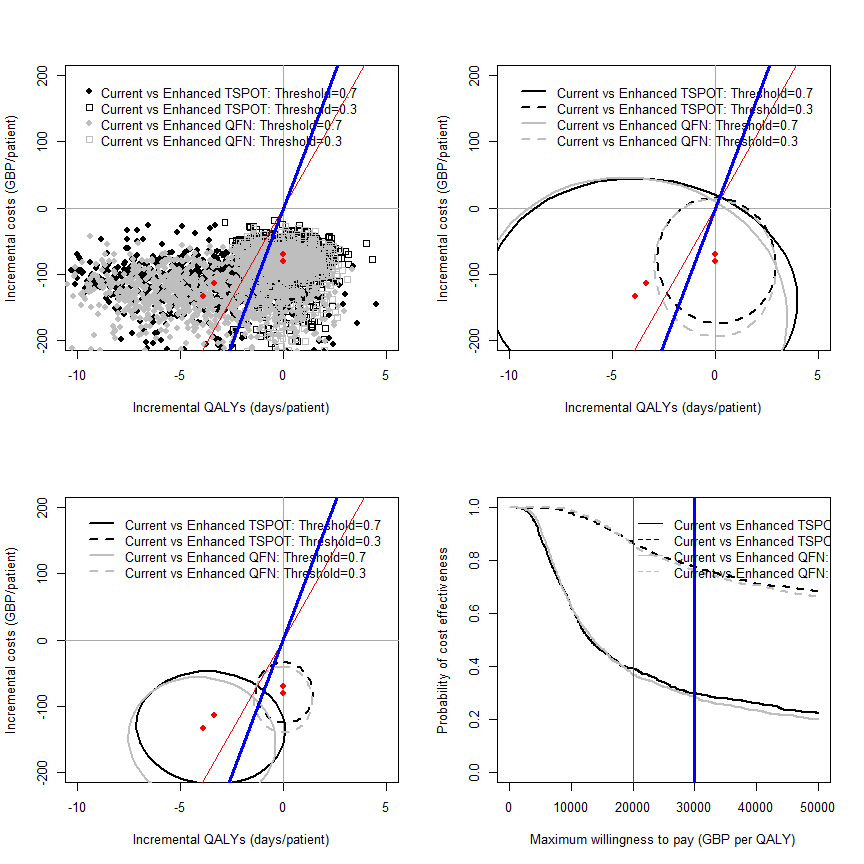 200
100
0
-100
-200
Incremental costs (GBP/patient)
Current vs Enhanced TSPOT: Threshold=0.7
Current vs Enhanced TSPOT: Threshold=0.3
Current vs Enhanced QFN: Threshold=0.7
Current vs Enhanced QFN: Threshold=0.3
-10
-5
0
5
Incremental QALYs (days/patient)
200
100
0
-100
-200
Incremental costs (GBP/patient)
Current vs Enhanced TSPOT: Threshold=0.7
Current vs Enhanced TSPOT: Threshold=0.3
Current vs Enhanced QFN: Threshold=0.7
Current vs Enhanced QFN: Threshold=0.3
-10
-5
0
5
Incremental QALYs (days/patient)
200
100
0
-100
-200
Incremental costs (GBP/patient)
Current vs Enhanced TSPOT: Threshold=0.7
Current vs Enhanced TSPOT: Threshold=0.3
Current vs Enhanced QFN: Threshold=0.7
Current vs Enhanced QFN: Threshold=0.3
-10
-5
0
5
Incremental QALYs (days/patient)
1.0
0.8
0.6
0.4
0.2
0.0
Probability of cost effectiveness
Current vs Enhanced TSPO
Current vs Enhanced TSPO
Current vs Enhanced QFN:
Current vs Enhanced QFN:
0
10000
20000
30000
40000
50000
Maximum willingness to pay (GBP per QALY)